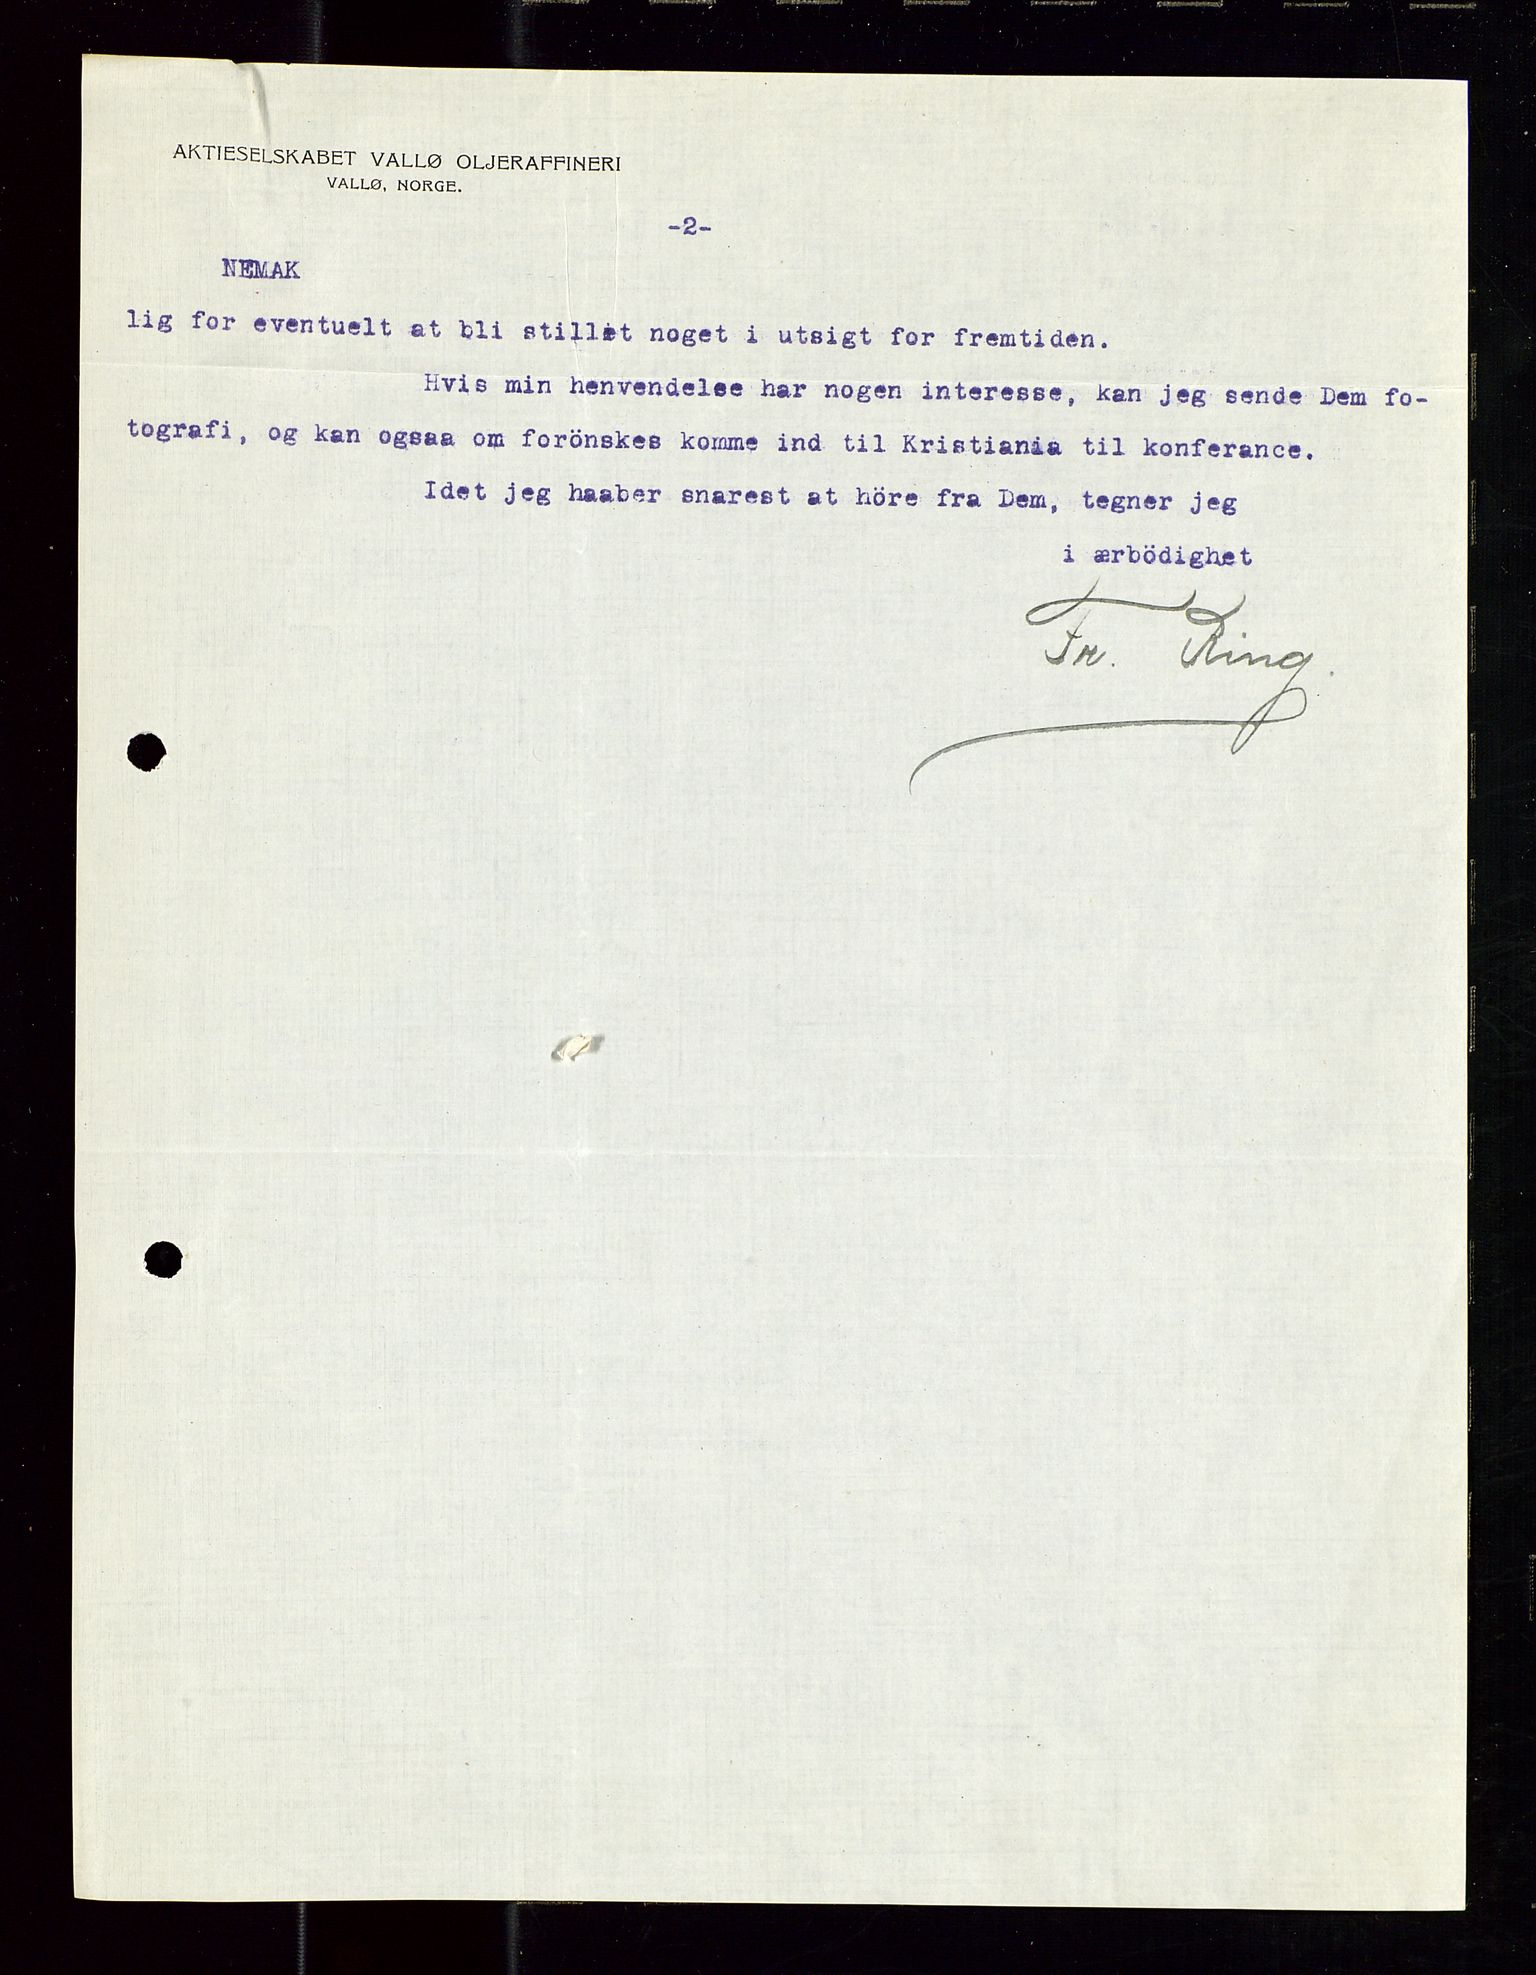 AKTIESELSKABET VALLØ OLJERAFFINERI
VALLØ, NORGE.
-2-
NEMAK
lig for eventuelt at bli stillet noget i utsigt for fremtiden.
Hvis min henvendelse har nogen interesse, kan jeg sende Dem fo-
tografi, og kan ogsaa om forönskes komme ind til Kristiania til konferance.
Idet jeg haaber snarest at höre fra Dem, tegner jeg
i ærbödighet
Fr. Ring.